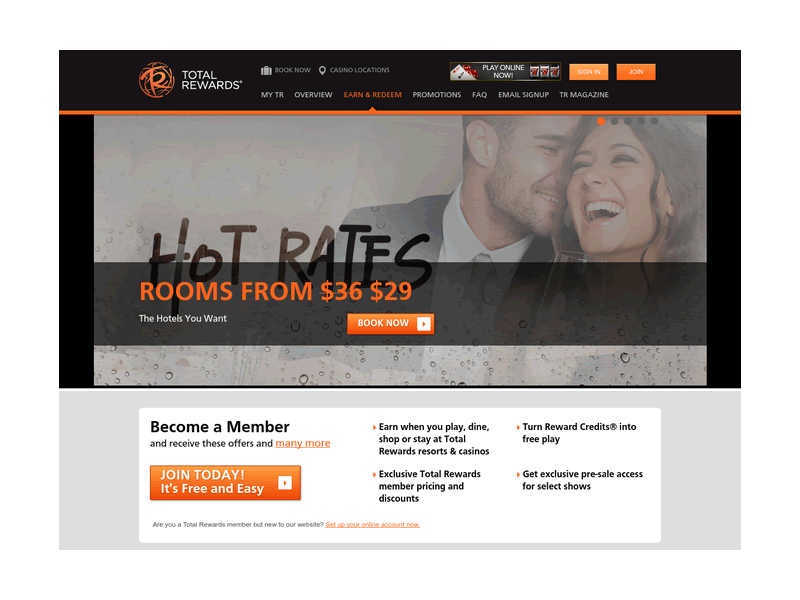 TOTAL
REWARDS®
BOOK NOW
CASINO LOCATIONS
PLAY ONLINE
NOW!
SIGN IN
JOIN
MY TR
OVERVIEW
EARN & REDEEM
PROMOTIONS
FAQ
EMAIL SIGNUP
TR MAGAZINE
HOT RATES
ROOMS FROM $36 $29
The Hotels You Want
BOOK NOW
Become a Member
and receive these offers and many more
JOIN TODAY!
It's Free and Easy
Earn when you play, dine,
shop or stay at Total
Rewards resorts & casinos
Turn Reward Credits® into
free play
Exclusive Total Rewards
member pricing and
discounts
Get exclusive pre-sale access
for select shows
Are you a Total Rewards member but new to our website? Set up your online account now.